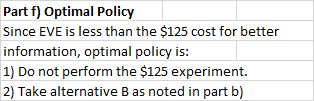 Part f) Optimal Policy
Since EVE is less than the $125 cost for better
information, optimal policy is:
1) Do not perform the $125 experiment.
2) Take alternative B as noted in part b)